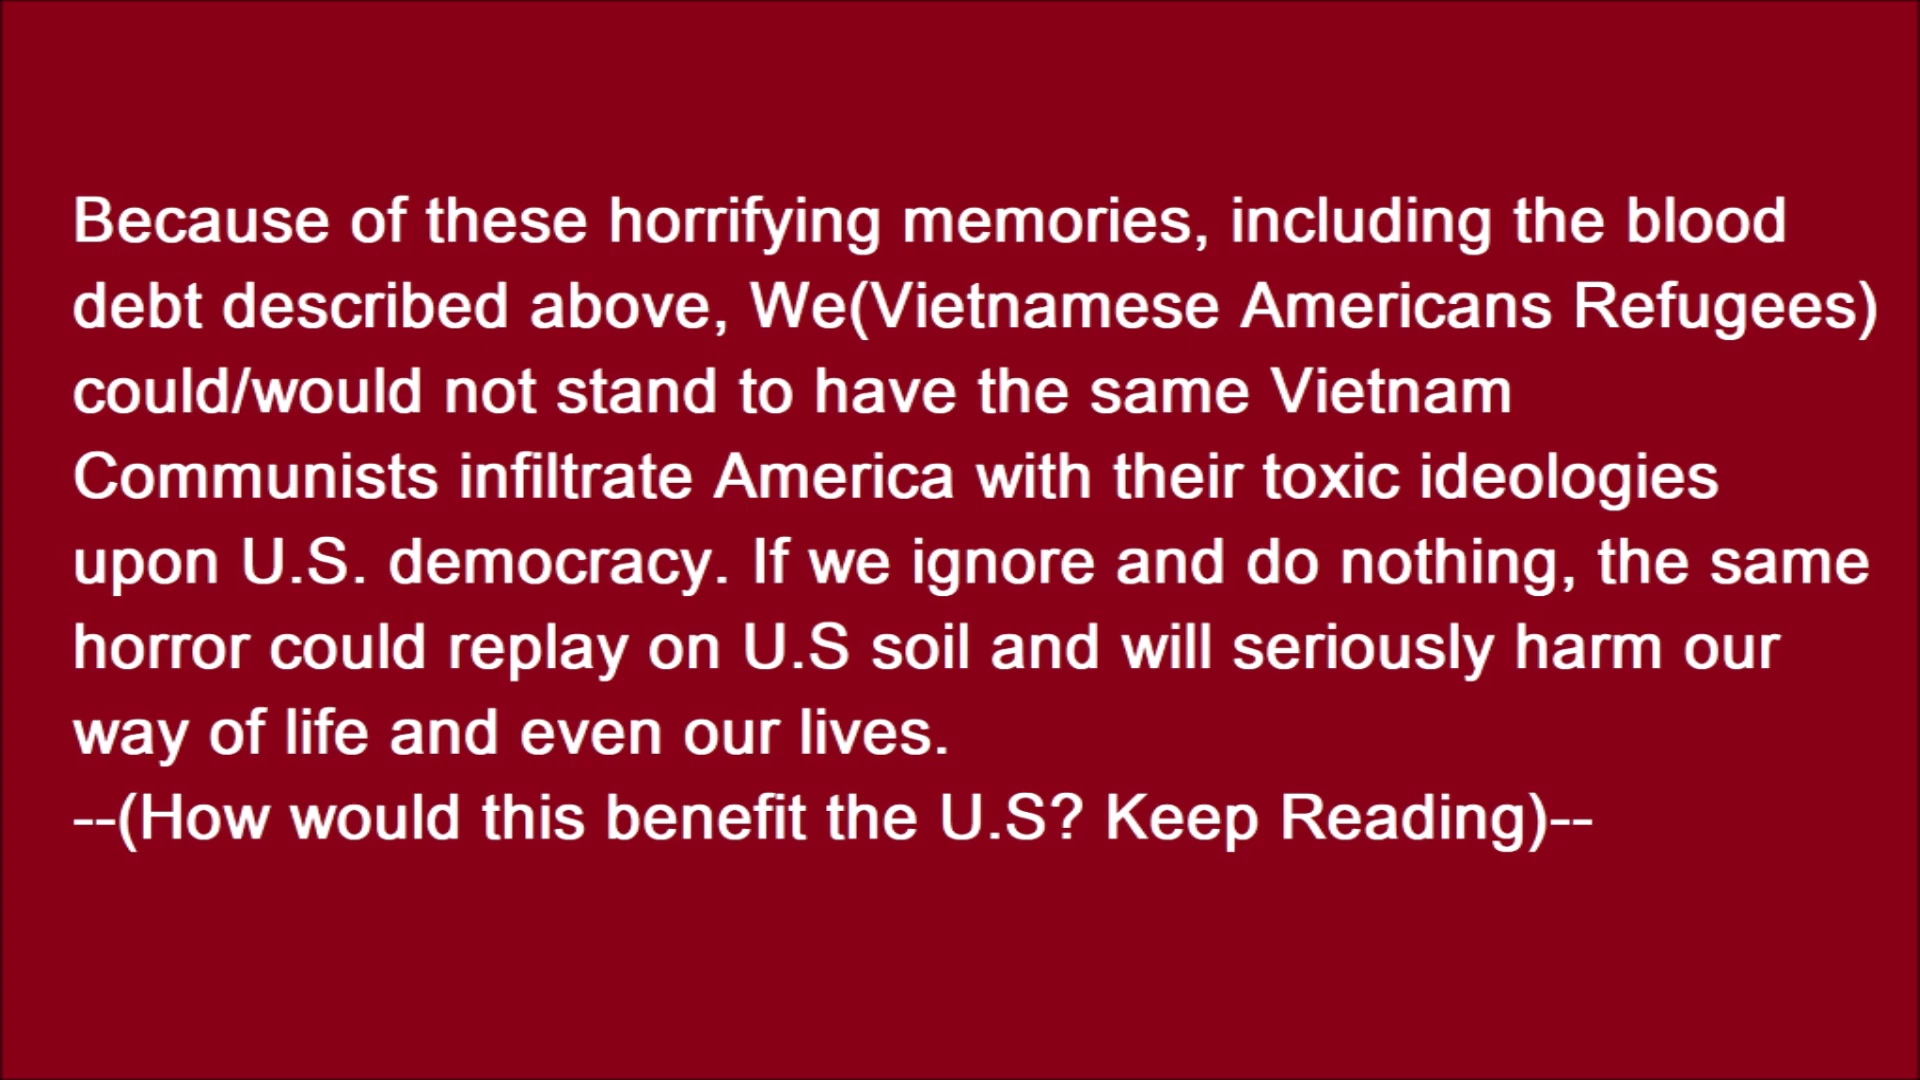 Because of these horrifying memories, including the blood
debt described above, We(Vietnamese Americans Refugees)
could/would not stand to have the same Vietnam
Communists infiltrate America with their toxic ideologies
upon U.S. democracy. If we ignore and do nothing, the same
horror could replay on U.S soil and will seriously harm our
way of life and even our lives.
--(How would this benefit the U.S? Keep Reading)--